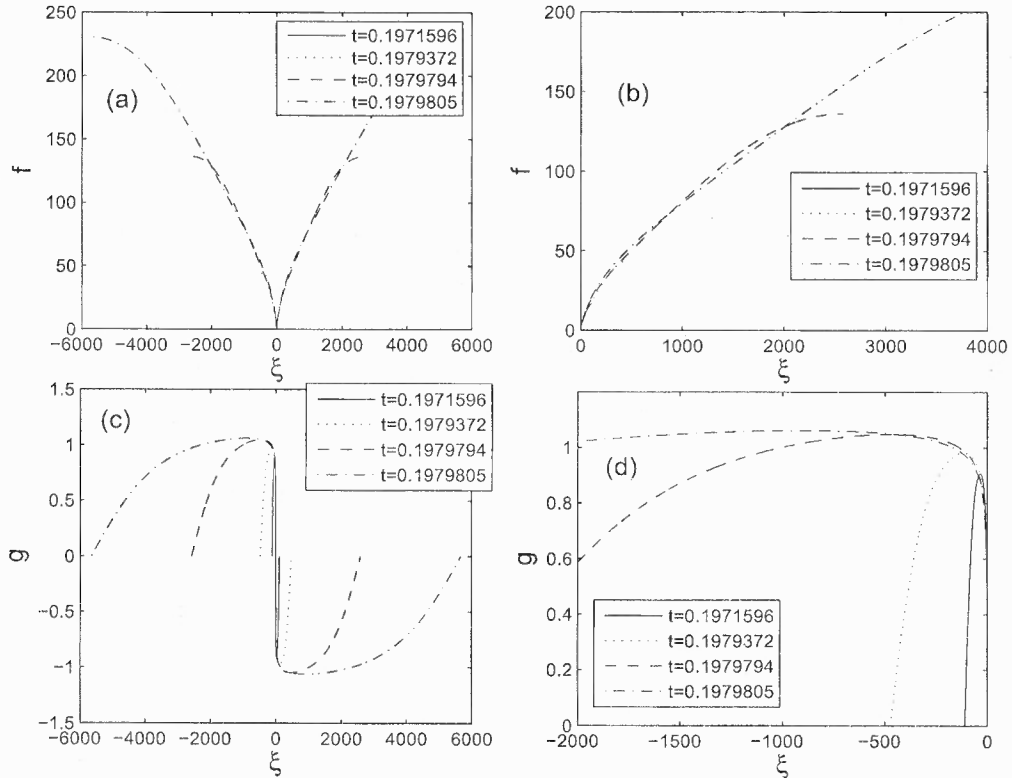 f
250
200
150
100
50
0
(a)
t=0.1971596
t=0.1979372
t=0.1979794
t=0.1979805
−6000 −4000 −2000 0 2000 4000 6000
ξ
f
200
150
100
50
0
(b)
t=0.1971596
t=0.1979372
t=0.1979794
t=0.1979805
0 1000 2000 3000 4000
ξ
g
1.5
1
0.5
0
−0.5
−1
−1.5
(c)
t=0.1971596
t=0.1979372
t=0.1979794
t=0.1979805
−6000 −4000 −2000 0 2000 4000 6000
ξ
g
1
0.8
0.6
0.4
0.2
0
(d)
t=0.1971596
t=0.1979372
t=0.1979794
t=0.1979805
−2000 −1500 −1000 −500 0
ξ